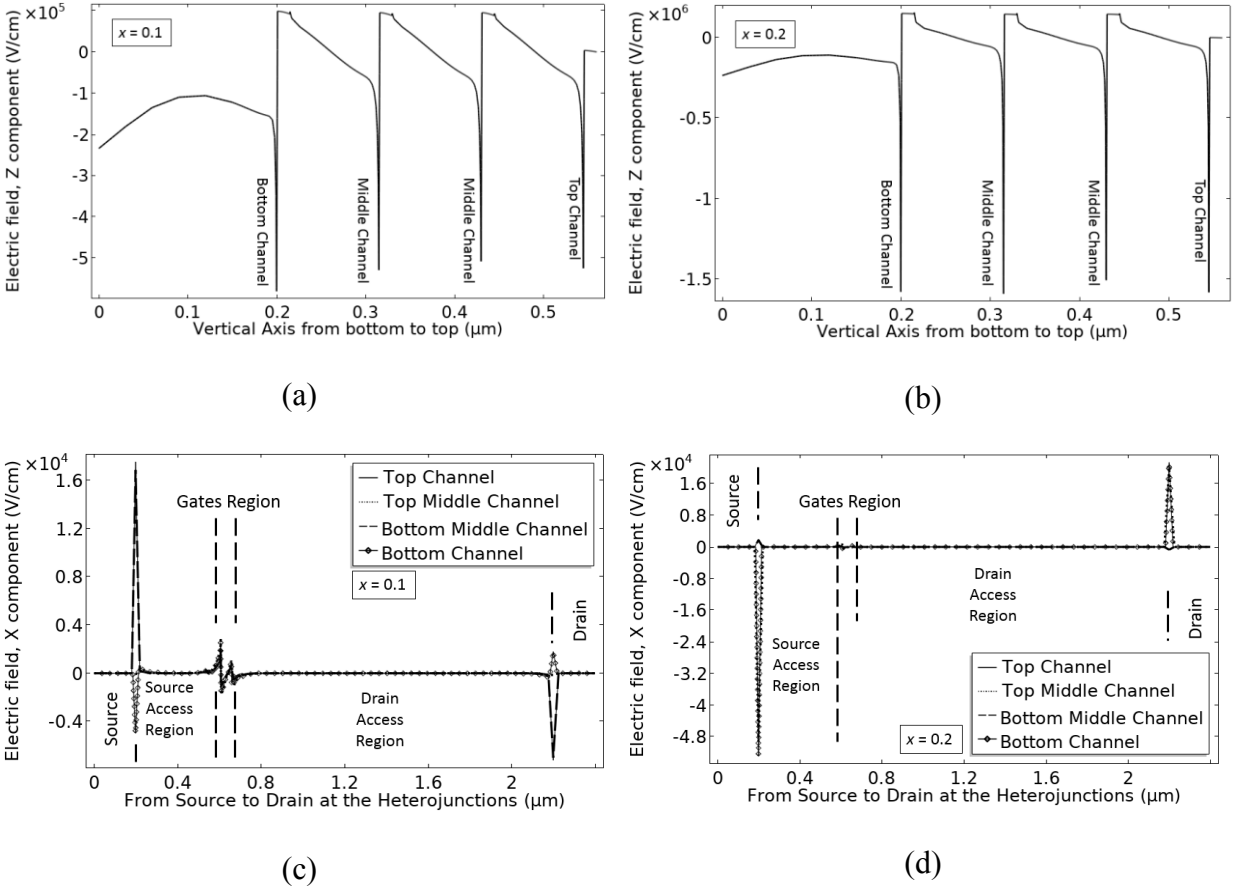 ×10⁵
Electric field, Z component (V/cm)
x = 0.1
0
-1
-2
-3
-4
-5
Bottom Channel
Middle Channel
Middle Channel
Top Channel
0
0.1
0.2
0.3
0.4
0.5
Vertical Axis from bottom to top (μm)
(a)
×10⁶
Electric field, Z component (V/cm)
x = 0.2
0
-0.5
-1
-1.5
Bottom Channel
Middle Channel
Middle Channel
Top Channel
0
0.1
0.2
0.3
0.4
0.5
Vertical Axis from bottom to top (μm)
(b)
×10⁴
Electric field, X component (V/cm)
1.6
1.2
0.8
0.4
0
-0.4
Gates Region
Top Channel
Top Middle Channel
Bottom Middle Channel
Bottom Channel
x = 0.1
Source
Source
Access
Region
Drain
Access
Region
Drain
0
0.4
0.8
1.2
1.6
2
From Source to Drain at the Heterojunctions (μm)
(c)
×10⁴
Electric field, X component (V/cm)
1.6
0.8
0
-0.8
-1.6
-2.4
-3.2
-4
-4.8
Source
Gates Region
Source
Access
Region
Drain
Access
Region
Drain
Top Channel
Top Middle Channel
Bottom Middle Channel
Bottom Channel
x = 0.2
0
0.4
0.8
1.2
1.6
2
From Source to Drain at the Heterojunctions (μm)
(d)